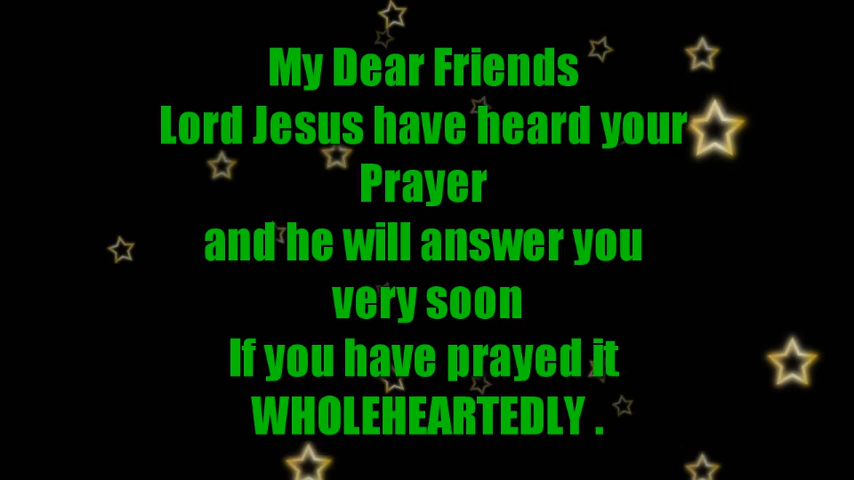 My Dear Friends
Lord Jesus have heard your
Prayer
and he will answer you
very soon
If you have prayed it
WHOLEHEARTEDLY .